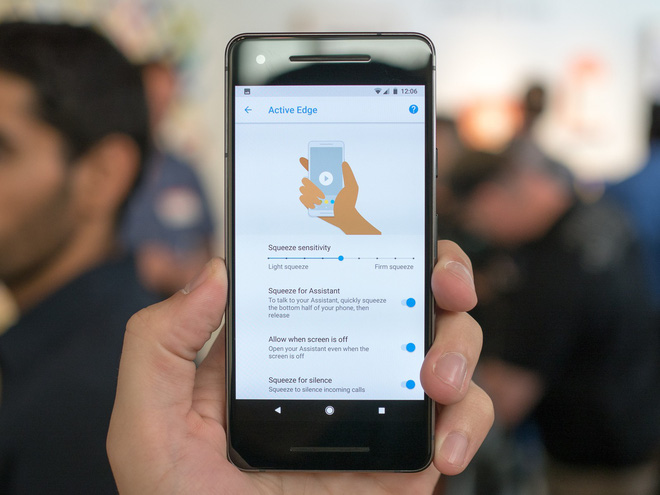 12:06
Active Edge
?
Squeeze sensitivity
Light squeeze Firm squeeze
Squeeze for Assistant
To talk to your Assistant, quickly squeeze
the bottom half of your phone, then
release
Allow when screen is off
Open your Assistant even when the
screen is off
Squeeze for silence
Squeeze to silence incoming calls